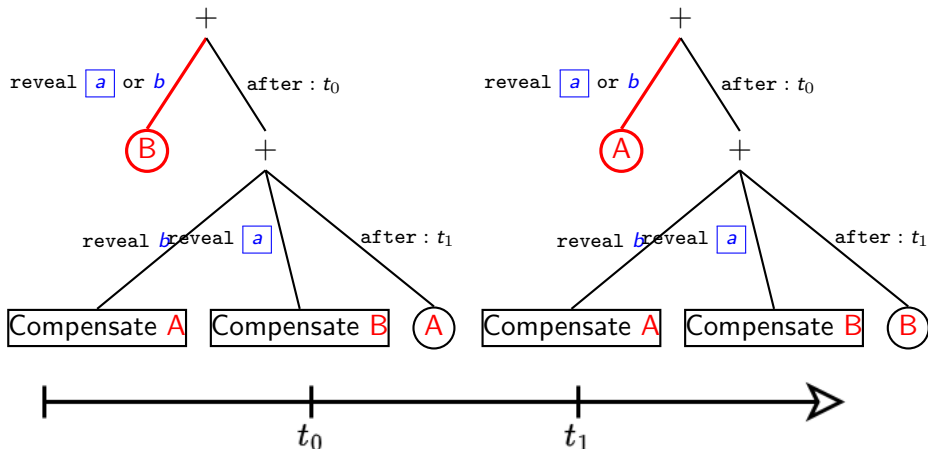 + +
reveal a or b after : t0 reveal a or b after : t0
B A
+ +
reveal b reveal a after : t1 reveal b reveal a after : t1
Compensate A Compensate B A Compensate A Compensate B B
t0 t1